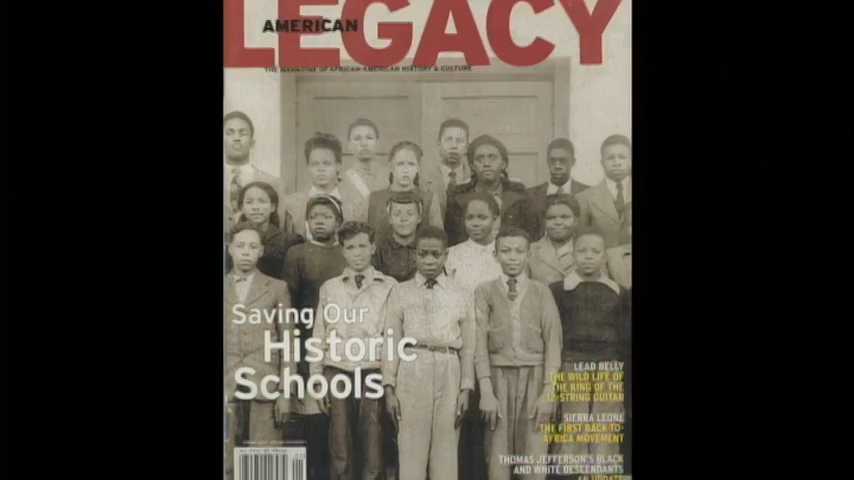 LEGACY
AMERICAN
THE MAGAZINE OF AFRICAN-AMERICAN HISTORY & CULTURE
Saving Our
Historic
Schools
LEAD BELLY
THE WILD LIFE OF
THE KING OF THE
12-STRING GUITAR
SIERRA LEONE
THE FIRST BACK-TO-
AFRICA MOVEMENT
THOMAS JEFFERSON'S BLACK
AND WHITE DESCENDANTS
AN UPDATE